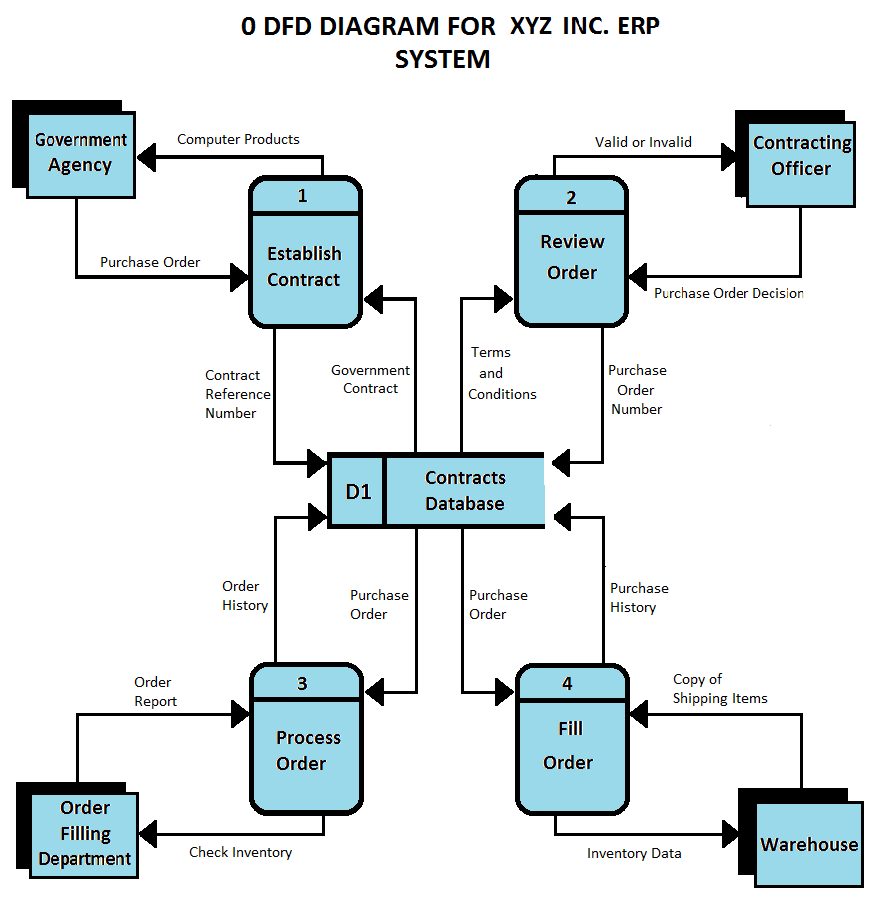 0 DFD DIAGRAM FOR XYZ INC. ERP
SYSTEM
Government
Agency
Computer Products
Purchase Order
1
Establish
Contract
Valid or Invalid
Contracting
Officer
2
Review
Order
Purchase Order Decision
Contract
Reference
Number
Government
Contract
Terms
and
Conditions
Purchase
Order
Number
D1
Contracts
Database
Order
History
Purchase
Order
Purchase
Order
Purchase
History
Order
Report
3
Process
Order
Order
Filling
Department
Check Inventory
4
Fill
Order
Copy of
Shipping Items
Warehouse
Inventory Data